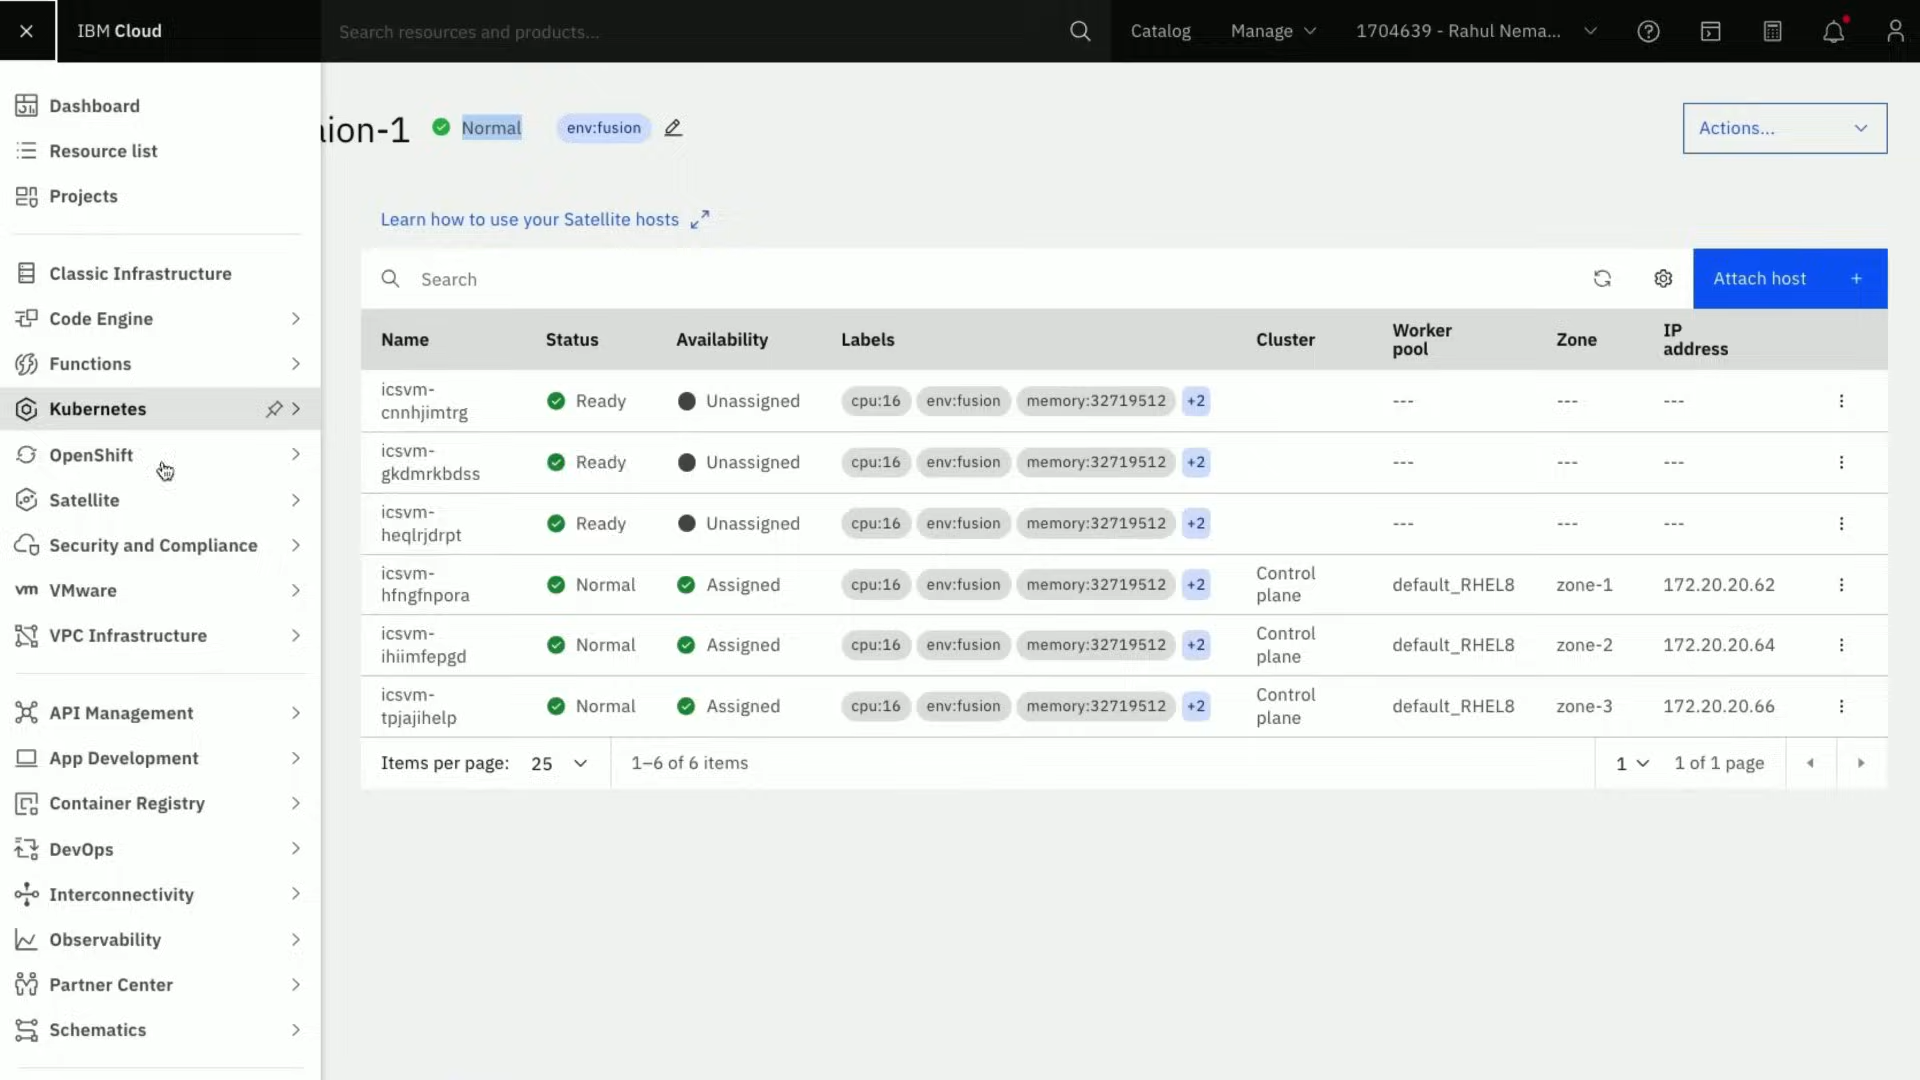 IBM Cloud
Search resources and products...
Catalog
Manage
1704639 - Rahul Nema...
Dashboard
Resource list
Projects
Classic Infrastructure
Code Engine
Functions
Kubernetes
OpenShift
Satellite
Security and Compliance
vm VMware
VPC Infrastructure
API Management
App Development
Container Registry
DevOps
Interconnectivity
Observability
Partner Center
Schematics
ion-1
Normal
env:fusion
Actions...
Learn how to use your Satellite hosts
Search
Attach host +
Name Status Availability Labels Cluster Worker pool Zone IP address
icsvm-cnnhjimtrg Ready Unassigned cpu:16 env:fusion memory:32719512 +2 --- --- ---
icsvm-gkdmrkbdss Ready Unassigned cpu:16 env:fusion memory:32719512 +2 --- --- ---
icsvm-heqlrjdrpt Ready Unassigned cpu:16 env:fusion memory:32719512 +2 --- --- ---
icsvm-hfngfnpora Normal Assigned cpu:16 env:fusion memory:32719512 +2 Control plane default_RHEL8 zone-1 172.20.20.62
icsvm-ihiimfepgd Normal Assigned cpu:16 env:fusion memory:32719512 +2 Control plane default_RHEL8 zone-2 172.20.20.64
icsvm-tpjajihelp Normal Assigned cpu:16 env:fusion memory:32719512 +2 Control plane default_RHEL8 zone-3 172.20.20.66
Items per page: 25 1–6 of 6 items 1 1 of 1 page